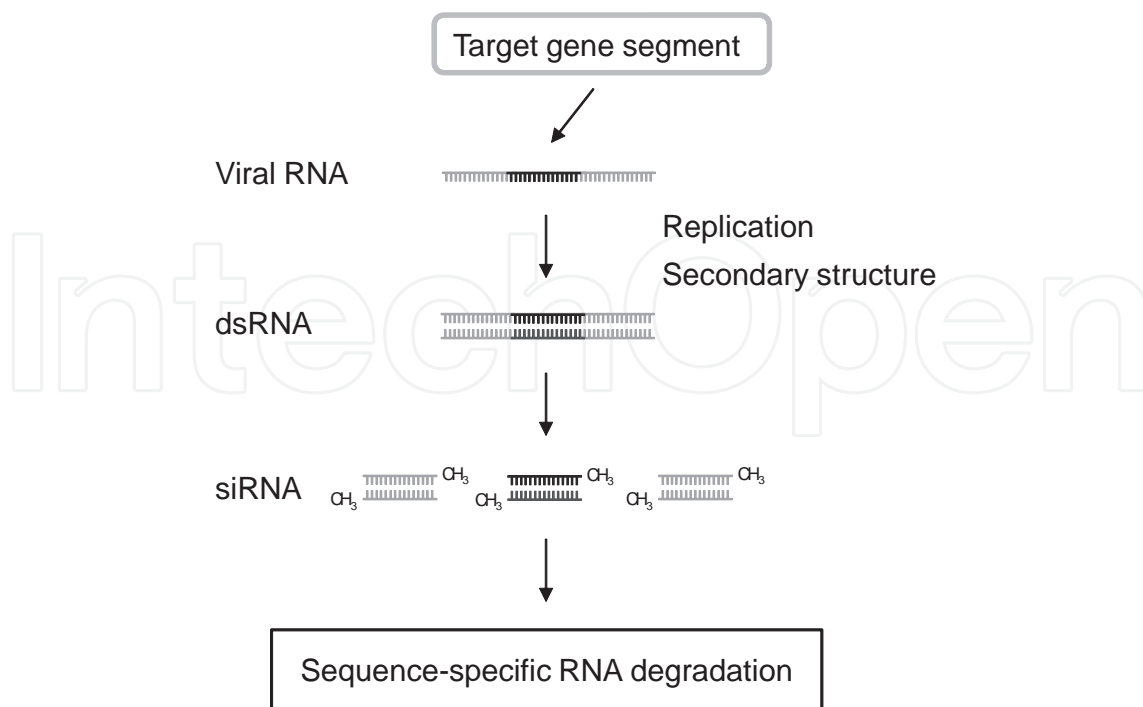 Target gene segment
Viral RNA
Replication
Secondary structure
IntechOpen
dsRNA
siRNA
CH₃ CH₃ CH₃
CH₃ CH₃ CH₃
Sequence-specific RNA degradation